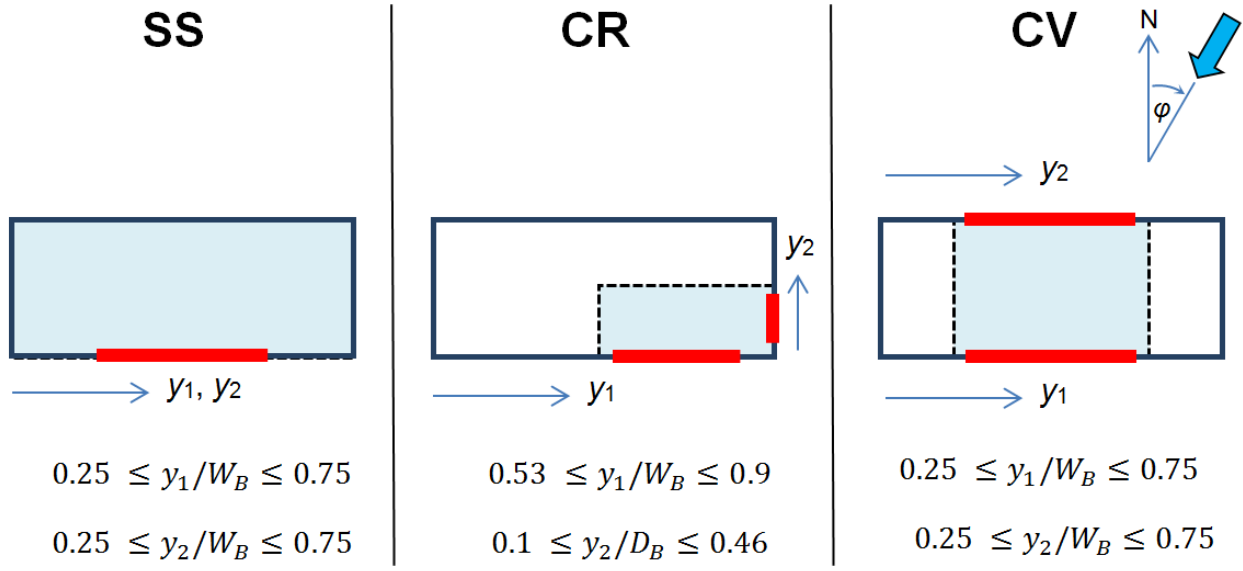 SS
CR
CV
N
φ
y2
y2
y1, y2
y1
y1
0.25 ≤ y1/WB ≤ 0.75
0.53 ≤ y1/WB ≤ 0.9
0.25 ≤ y1/WB ≤ 0.75
0.25 ≤ y2/WB ≤ 0.75
0.1 ≤ y2/DB ≤ 0.46
0.25 ≤ y2/WB ≤ 0.75